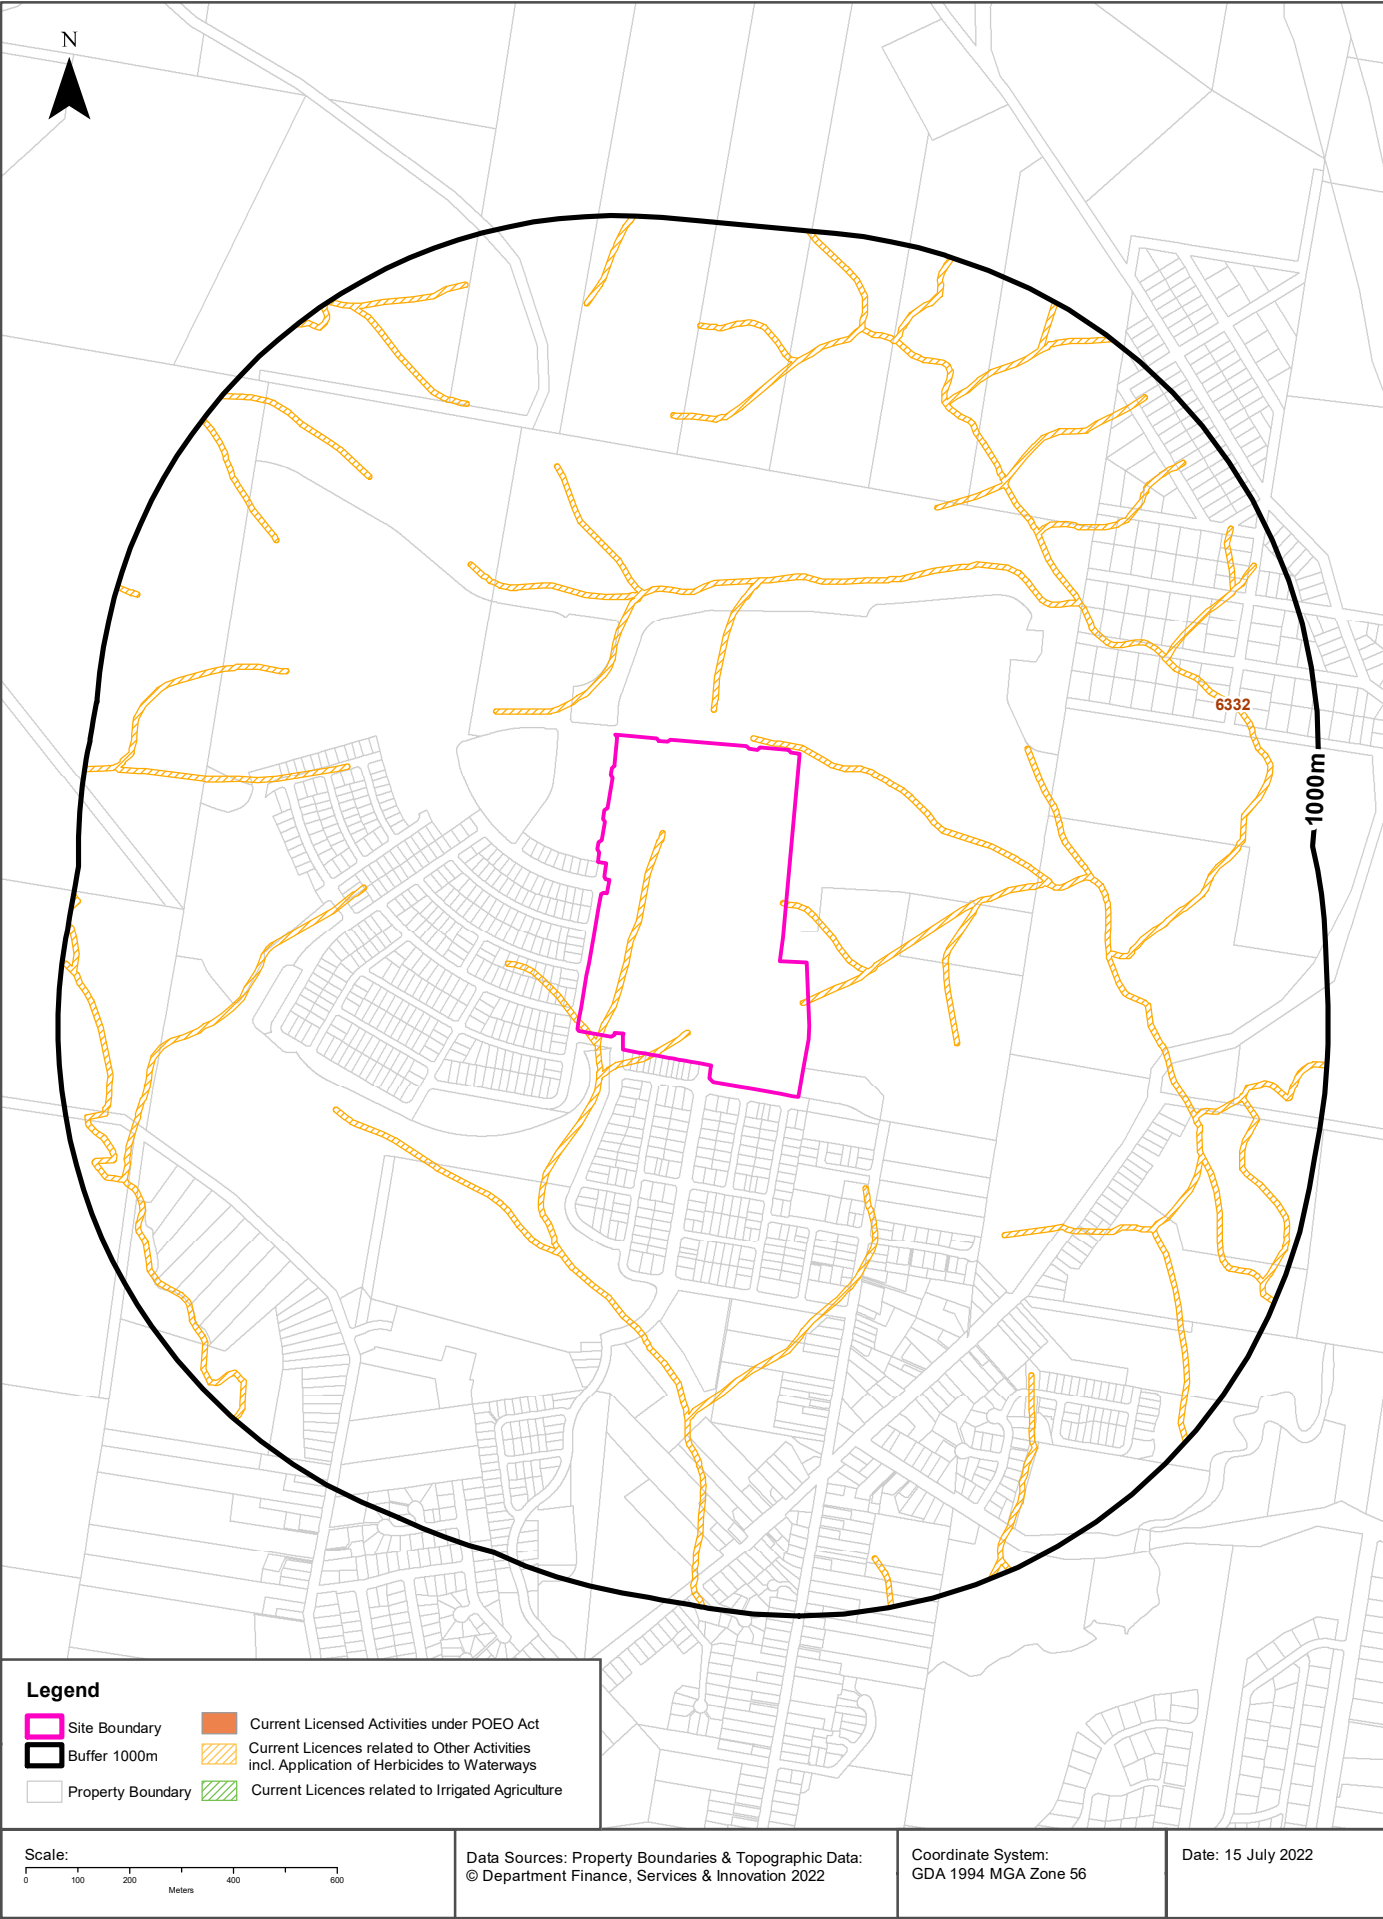 N
6332
1000m
Legend
Site Boundary
Buffer 1000m
Property Boundary
Current Licensed Activities under POEO Act
Current Licences related to Other Activities
incl. Application of Herbicides to Waterways
Current Licences related to Irrigated Agriculture
Scale:
0 100 200 400 600
Meters
Data Sources: Property Boundaries & Topographic Data:
© Department Finance, Services & Innovation 2022
Coordinate System:
GDA 1994 MGA Zone 56
Date: 15 July 2022